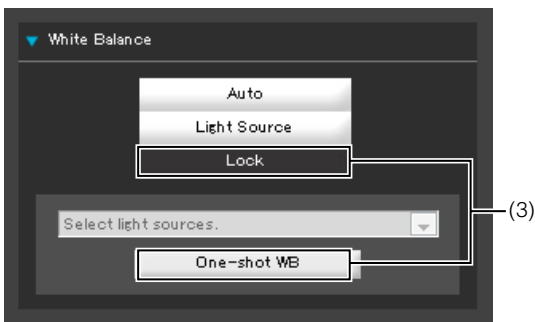 White Balance
Auto
Light Source
Lock
(3)
Select light sources.
One-shot WB